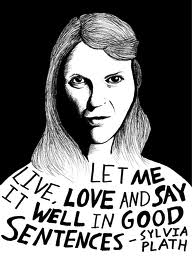 LET ME
LIVE, LOVE AND SAY
IT WELL IN GOOD
SENTENCES - SYLVIA
PLATH